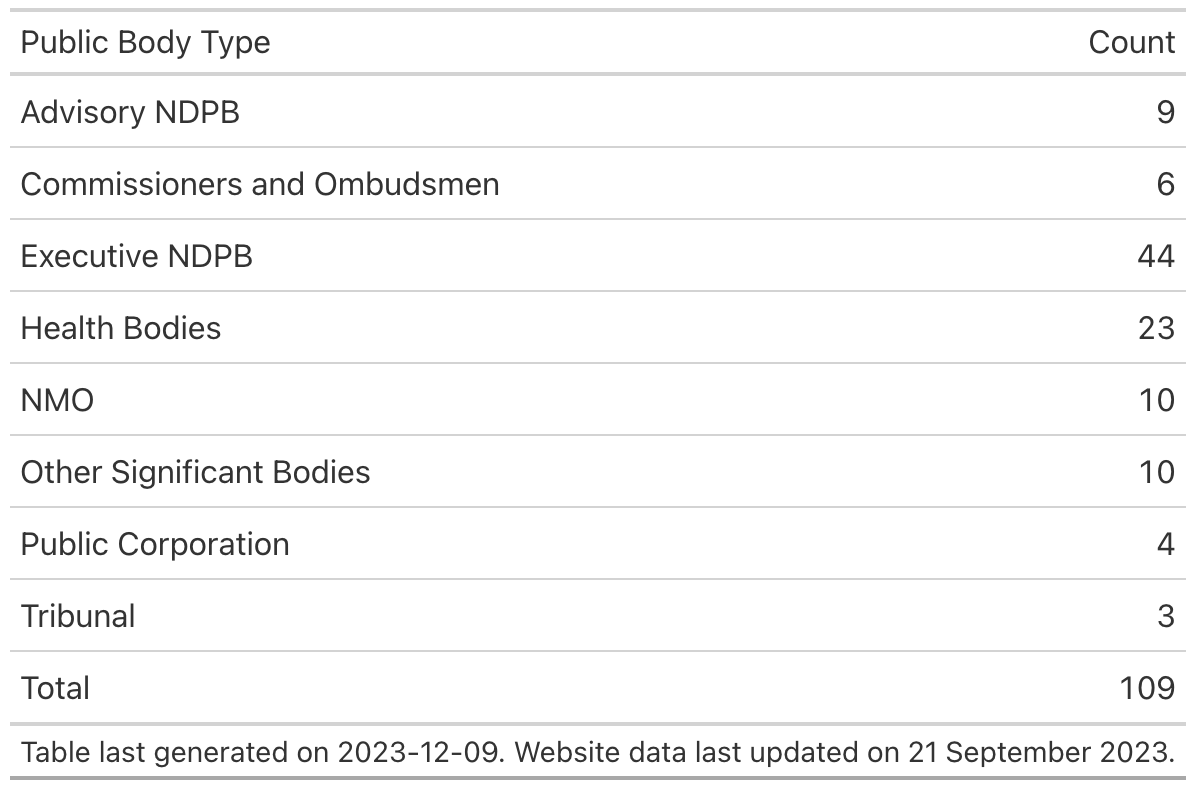 Public Body Type Count
Advisory NDPB 9
Commissioners and Ombudsmen 6
Executive NDPB 44
Health Bodies 23
NMO 10
Other Significant Bodies 10
Public Corporation 4
Tribunal 3
Total 109
Table last generated on 2023-12-09. Website data last updated on 21 September 2023.